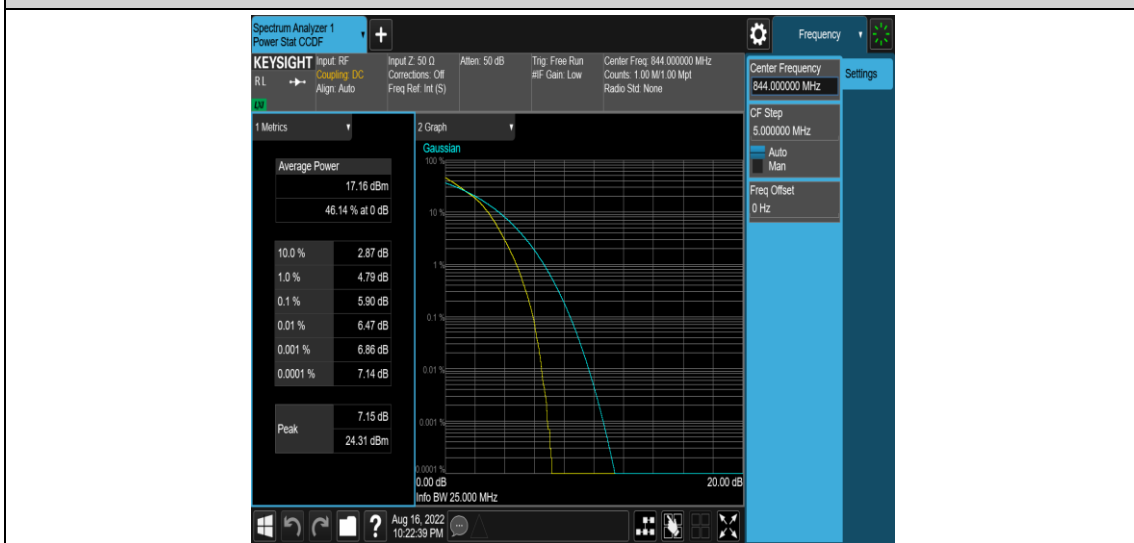 Spectrum Analyzer 1
Power Stat CCDF
+
Frequency
KEYSIGHT
RL
LXI
Input: RF
Coupling: DC
Align: Auto
Input Z: 50 Ω
Corrections: Off
Freq Ref: Int (S)
Atten: 50 dB
Trig: Free Run
#IF Gain: Low
Center Freq: 844.000000 MHz
Counts: 1.00 M/1.00 Mpt
Radio Std: None
Center Frequency
844.000000 MHz
Settings
CF Step
5.000000 MHz
Auto
Man
Freq Offset
0 Hz
1 Metrics
Average Power
17.16 dBm
46.14 % at 0 dB
10.0 % 2.87 dB
1.0 % 4.79 dB
0.1 % 5.90 dB
0.01 % 6.47 dB
0.001 % 6.86 dB
0.0001 % 7.14 dB
Peak
7.15 dB
24.31 dBm
2 Graph
Gaussian
100 %
10 %
1 %
0.1 %
0.01 %
0.001 %
0.0001 %
0.00 dB 20.00 dB
Info BW 25.000 MHz
?
Aug 16, 2022
10:22:39 PM